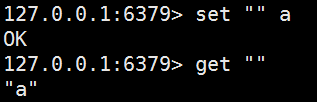 127.0.0.1:6379> set "" a
OK
127.0.0.1:6379> get ""
"a"